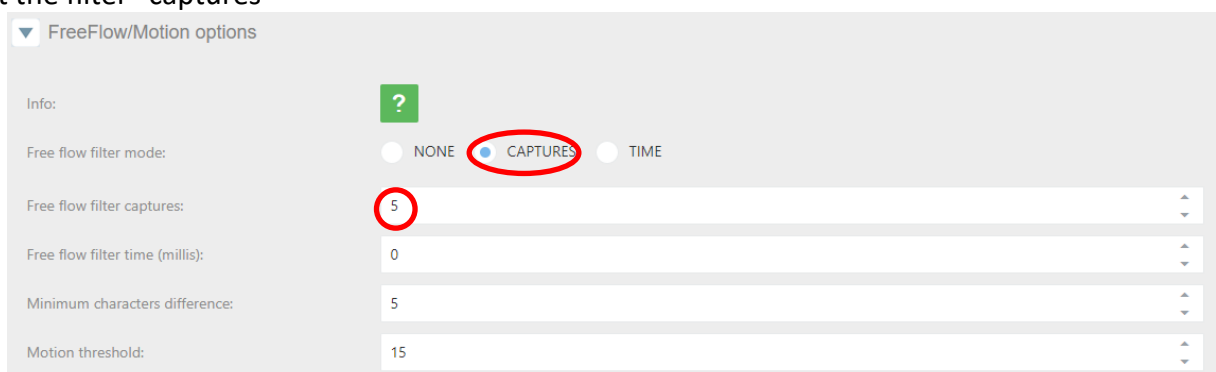 FreeFlow/Motion options
Info: ?
Free flow filter mode: NONE CAPTURES TIME
Free flow filter captures: 5
Free flow filter time (millis): 0
Minimum characters difference: 5
Motion threshold: 15